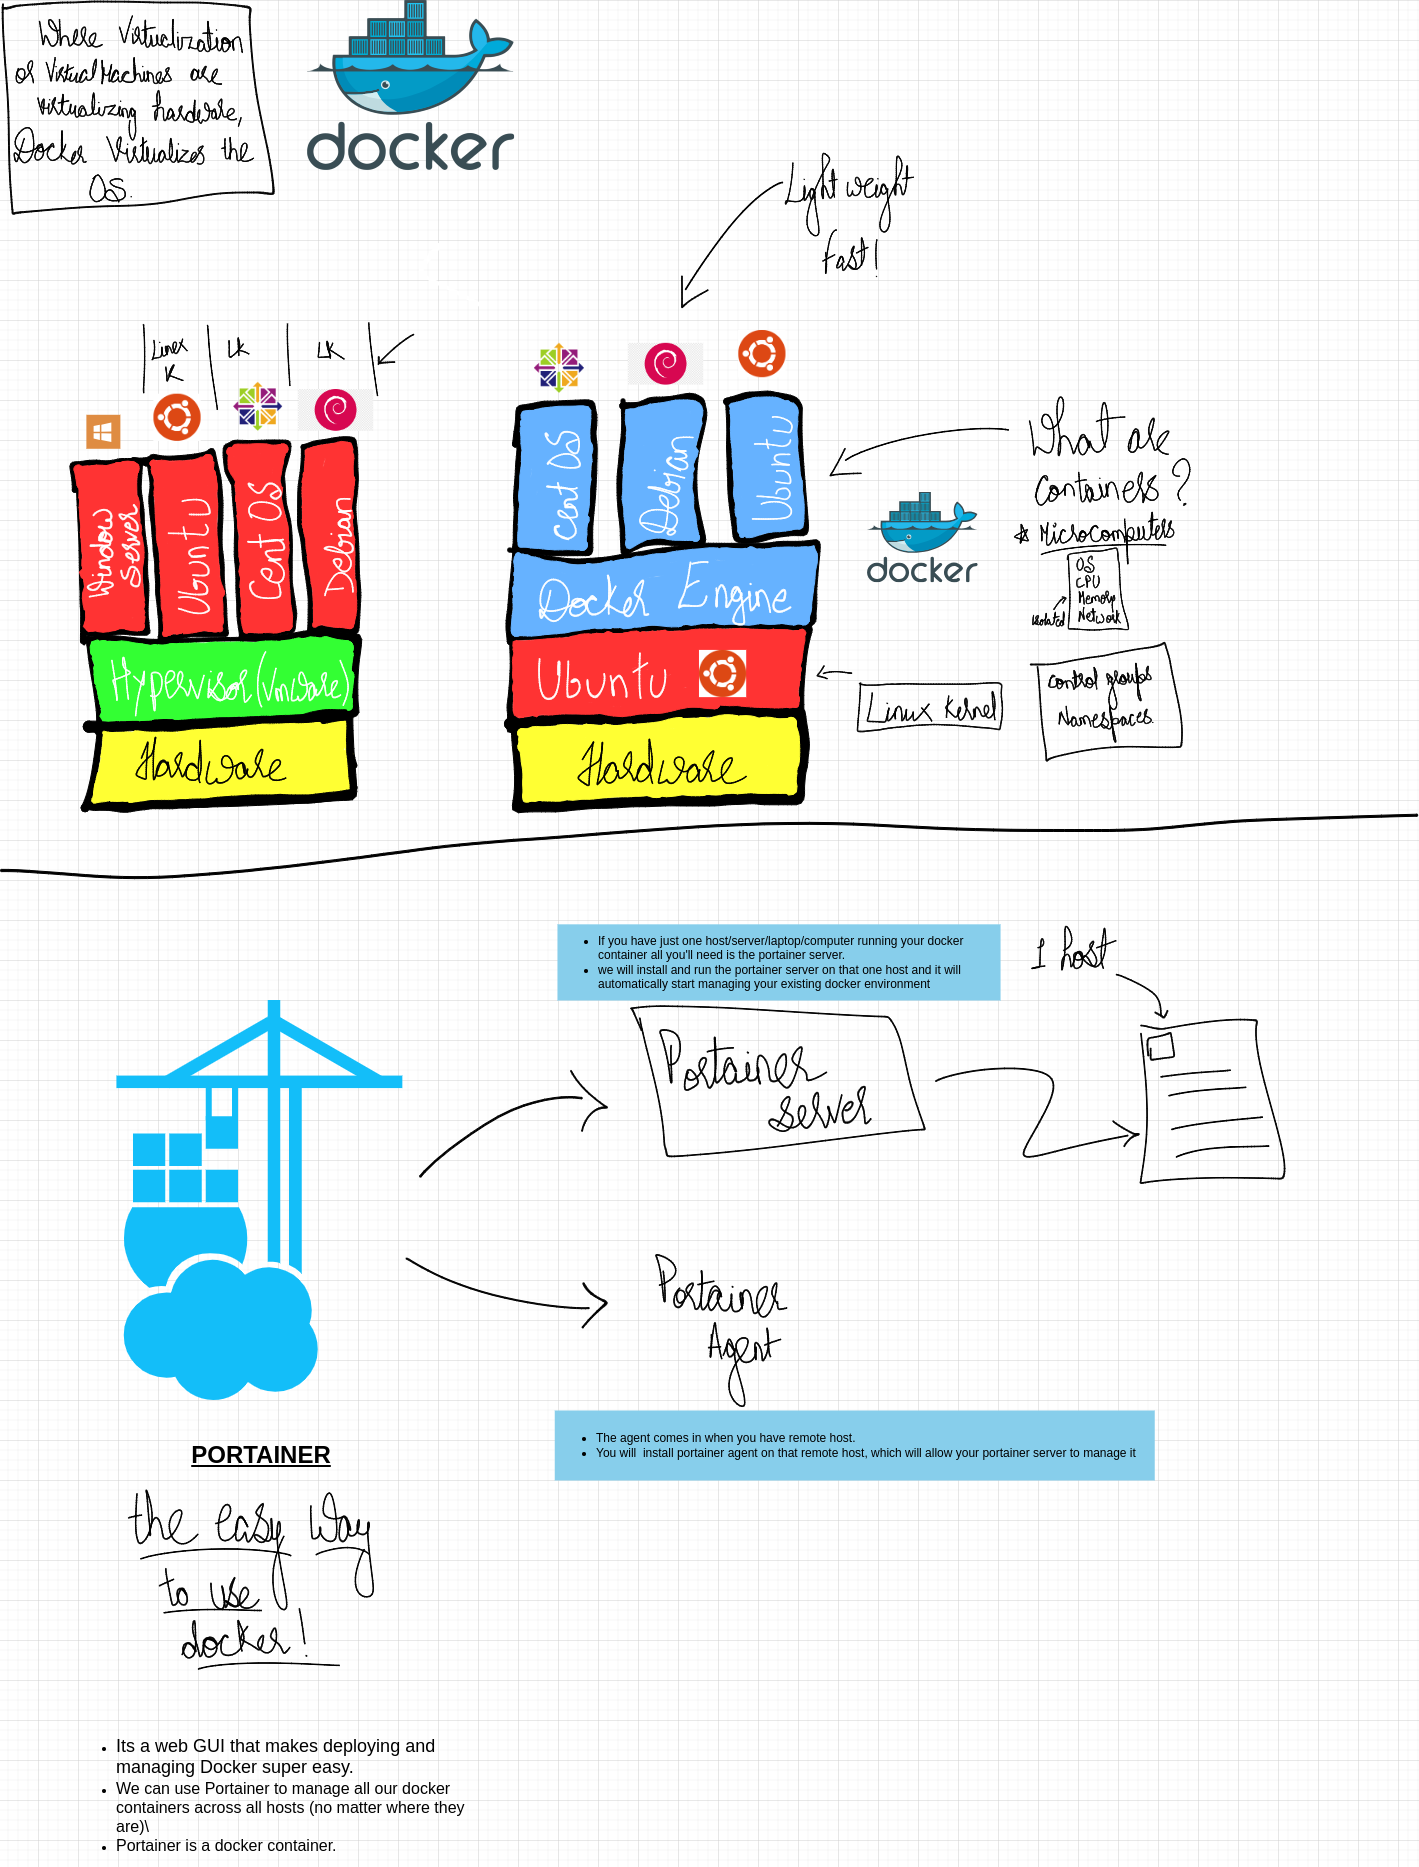 Where Virtualization
of Virtual Machines are
virtualizing hardware,
Docker Virtualizes the
OS.
docker
Light weight
fast!
Linex
K
LK
LK
Window
Server
Ubuntu
Cent OS
Debian
Hypervisor (VmWare)
Hardware
Cent OS
Debian
Ubuntu
Docker Engine
Ubuntu
Hardware
What are
Containers?
Microcomputers
docker
OS
CPU
Memory
Network
isolated
Linux Kernel
Control groups
Namespaces.
• If you have just one host/server/laptop/computer running your docker
container all you'll need is the portainer server.
• we will install and run the portainer server on that one host and it will
automatically start managing your existing docker environment
1 host
Portainer
server
Portainer
Agent
• The agent comes in when you have remote host.
• You will  install portainer agent on that remote host, which will allow your portainer server to manage it
PORTAINER
the easy way
to use
docker!
• Its a web GUI that makes deploying and
managing Docker super easy.
• We can use Portainer to manage all our docker
containers across all hosts (no matter where they
are)\
• Portainer is a docker container.